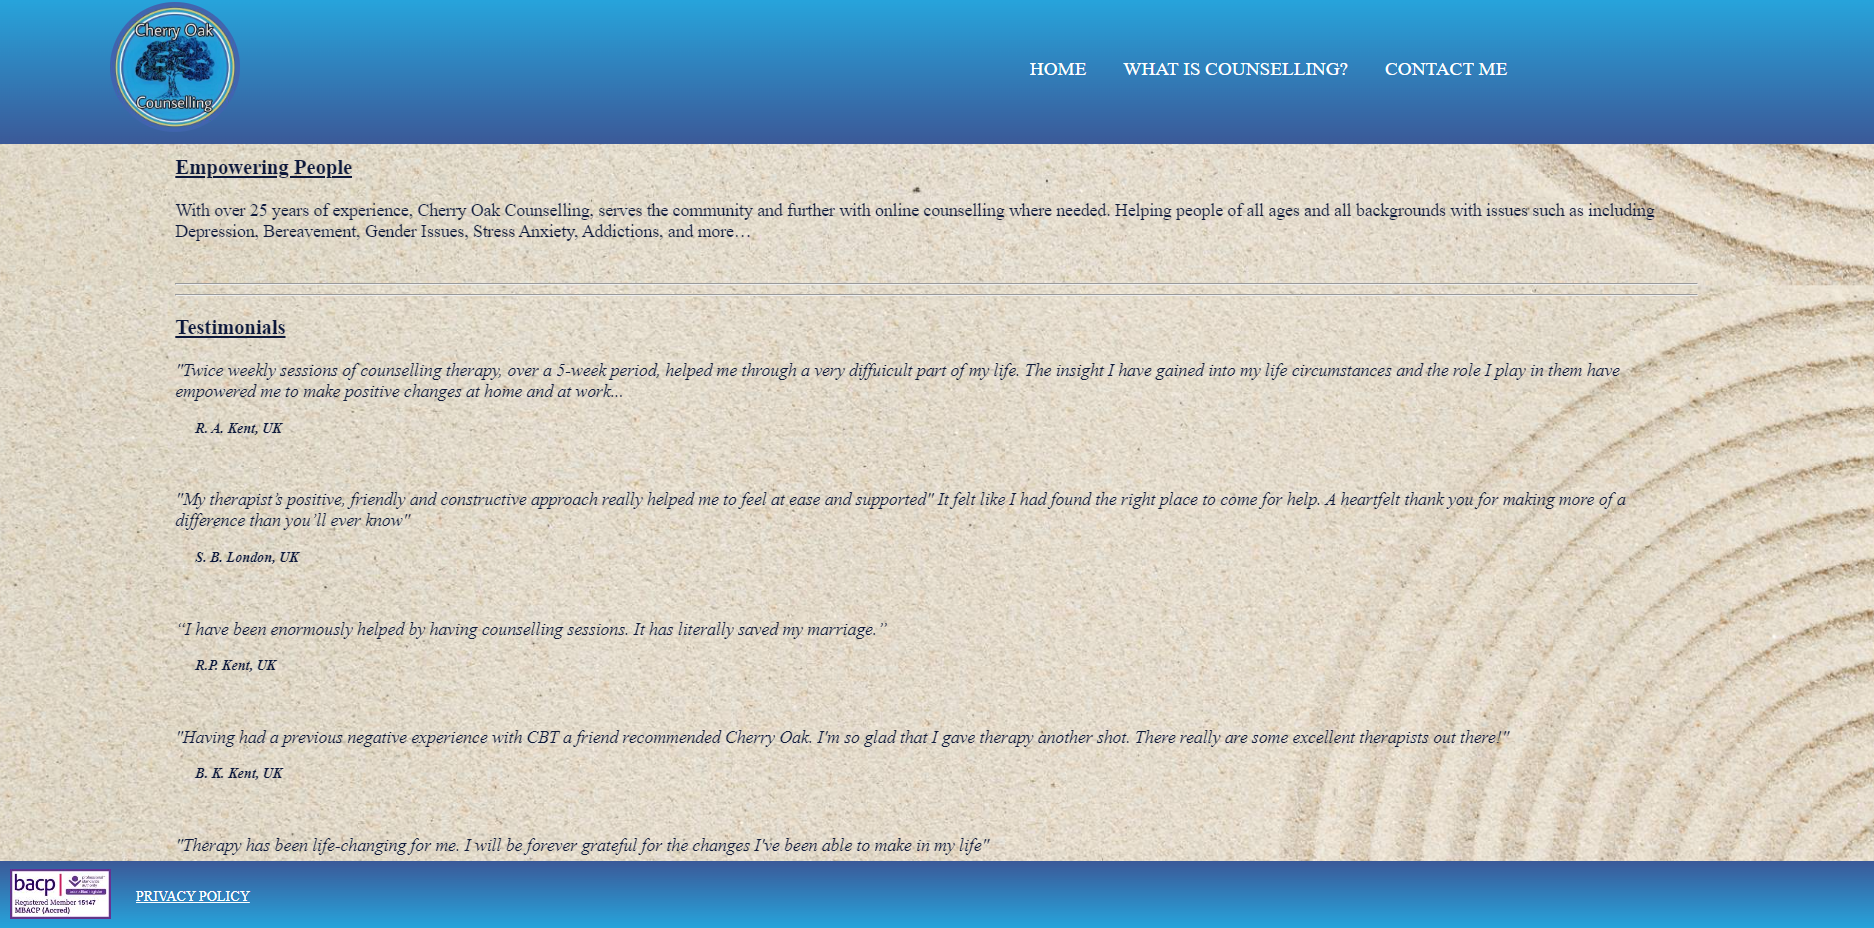 Cherry Oak
Counselling
HOME WHAT IS COUNSELLING? CONTACT ME
Empowering People
With over 25 years of experience, Cherry Oak Counselling, serves the community and further with online counselling where needed. Helping people of all ages and all backgrounds with issues such as including
Depression, Bereavement, Gender Issues, Stress Anxiety, Addictions, and more…
Testimonials
"Twice weekly sessions of counselling therapy, over a 5-week period, helped me through a very diffuicult part of my life. The insight I have gained into my life circumstances and the role I play in them have
empowered me to make positive changes at home and at work...
R. A. Kent, UK
"My therapist’s positive, friendly and constructive approach really helped me to feel at ease and supported" It felt like I had found the right place to come for help. A heartfelt thank you for making more of a
difference than you’ll ever know"
S. B. London, UK
“I have been enormously helped by having counselling sessions. It has literally saved my marriage.”
R.P. Kent, UK
"Having had a previous negative experience with CBT a friend recommended Cherry Oak. I'm so glad that I gave therapy another shot. There really are some excellent therapists out there!"
B. K. Kent, UK
"Therapy has been life-changing for me. I will be forever grateful for the changes I've been able to make in my life"
bacp
Registered Member 15147
MBACP (Accred)
PRIVACY POLICY